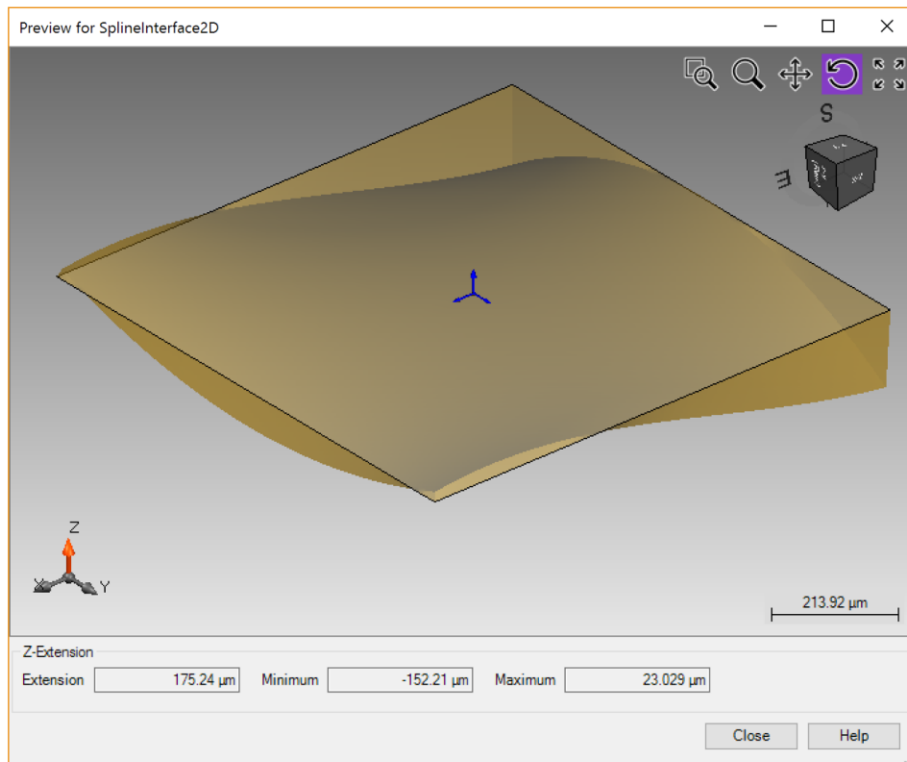 Preview for SplineInterface2D
S
E
Z
X
Y
213.92 µm
Z-Extension
Extension 175.24 µm Minimum -152.21 µm Maximum 23.029 µm
Close Help